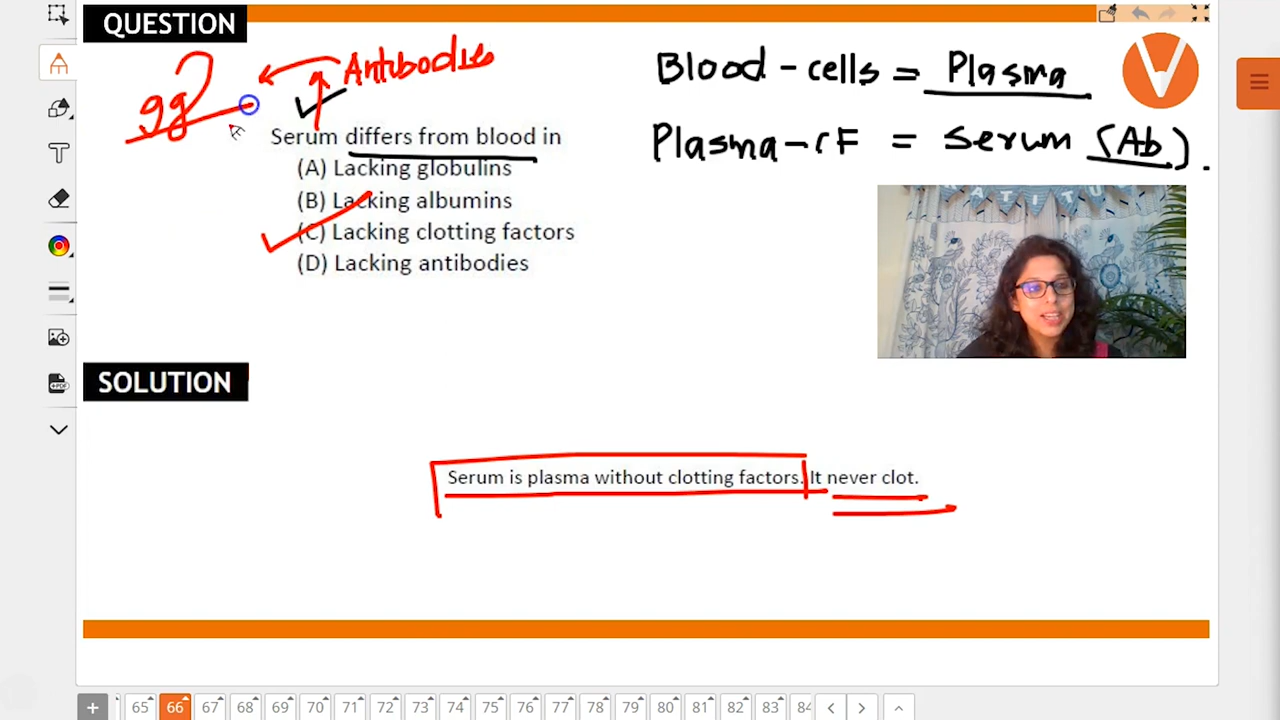 QUESTION
Antibodies
Blood - cells = Plasma
Plasma - CF = Serum (Ab).
Serum differs from blood in
(A) Lacking globulins
(B) Lacking albumins
(C) Lacking clotting factors
(D) Lacking antibodies
SOLUTION
Serum is plasma without clotting factors. It never clot.
65 66 67 68 69 70 71 72 73 74 75 76 77 78 79 80 81 82 83 84